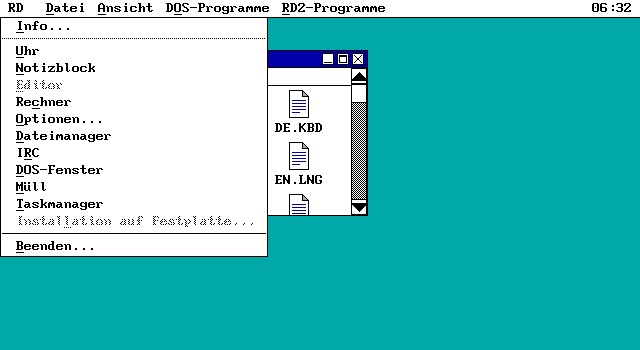 RD Datei Ansicht DOS-Programme RD2-Programme 06:32
Info...
Uhr
Notizblock
Editor
Rechner
Optionen...
Dateimanager
IRC
DOS-Fenster
Müll
Taskmanager
Installation auf Festplatte...
Beenden...
DE.KBD
EN.LNG